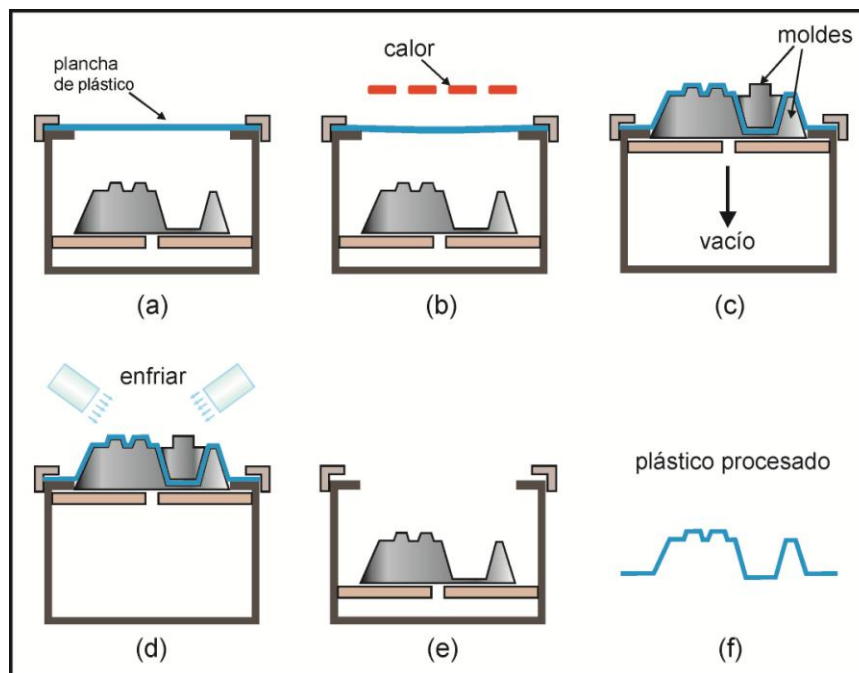 plancha
de plástico
(a)
calor
(b)
moldes
vacío
(c)
enfriar
(d)
(e)
plástico procesado
(f)